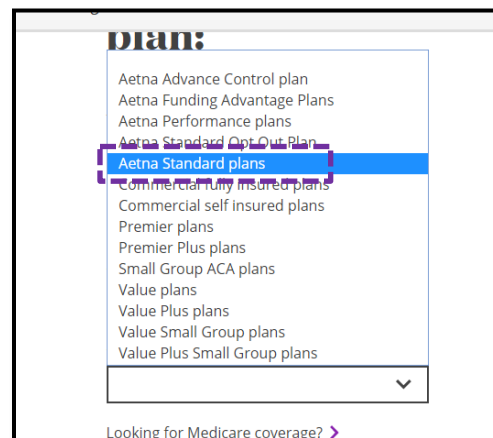 plan:
Aetna Advance Control plan
Aetna Funding Advantage Plans
Aetna Performance plans
Aetna Standard Opt Out Plan
Aetna Standard plans
Commercial fully insured plans
Commercial self insured plans
Premier plans
Premier Plus plans
Small Group ACA plans
Value plans
Value Plus plans
Value Small Group plans
Value Plus Small Group plans
Looking for Medicare coverage?